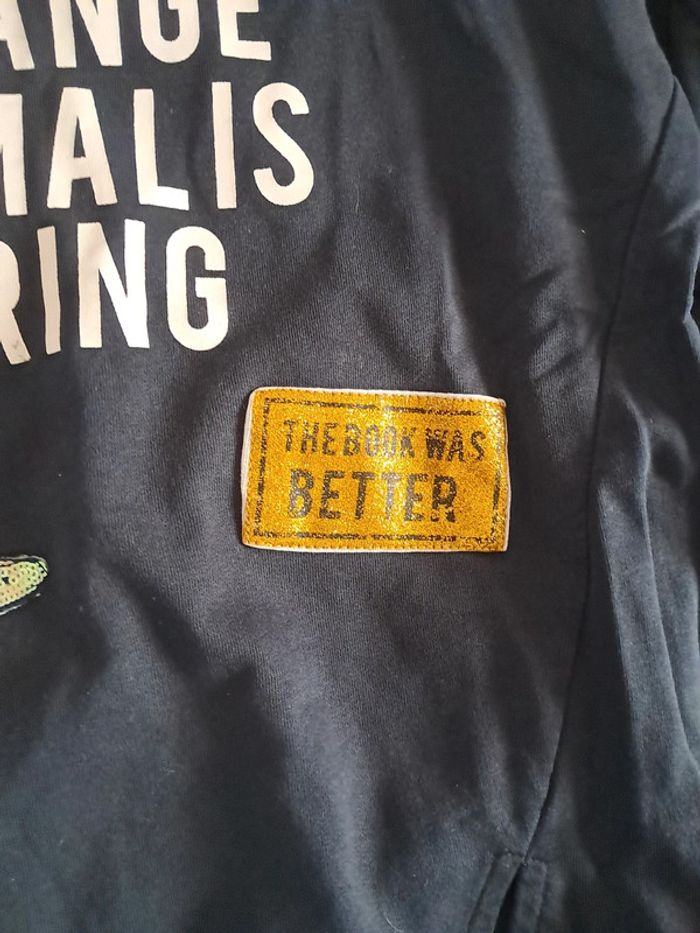 ANGE
MALIS
RING
THE BOOK WAS
BETTER